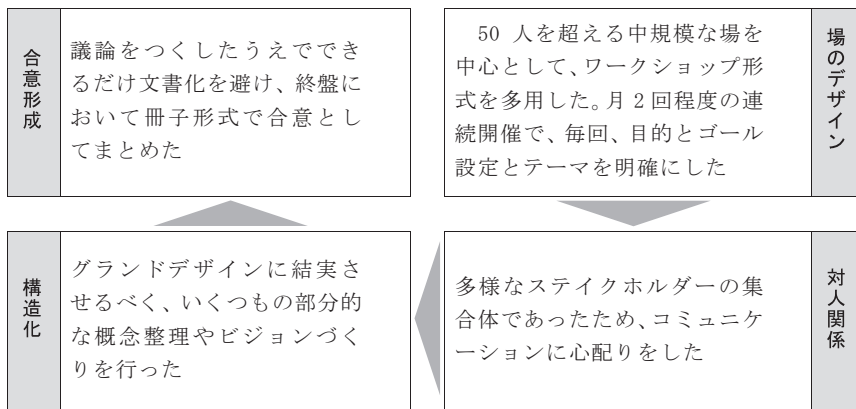 合意形成
議論をつくしたうえででき
るだけ文書化を避け、終盤に
おいて冊子形式で合意とし
てまとめた
50 人を超える中規模な場を
中心として、ワークショップ形
式を多用した。月 2 回程度の連
続開催で、毎回、目的とゴール
設定とテーマを明確にした
場のデザイン
構造化
グランドデザインに結実さ
せるべく、いくつもの部分的
な概念整理やビジョンづく
りを行った
多様なステイクホルダーの集
合体であったため、コミュニケ
ーションに心配りをした
対人関係